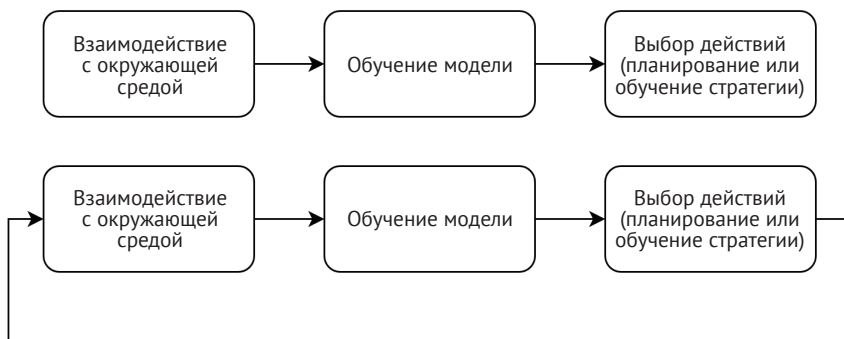 Взаимодействие
с окружающей
средой
Обучение модели
Выбор действий
(планирование или
обучение стратегии)
Взаимодействие
с окружающей
средой
Обучение модели
Выбор действий
(планирование или
обучение стратегии)